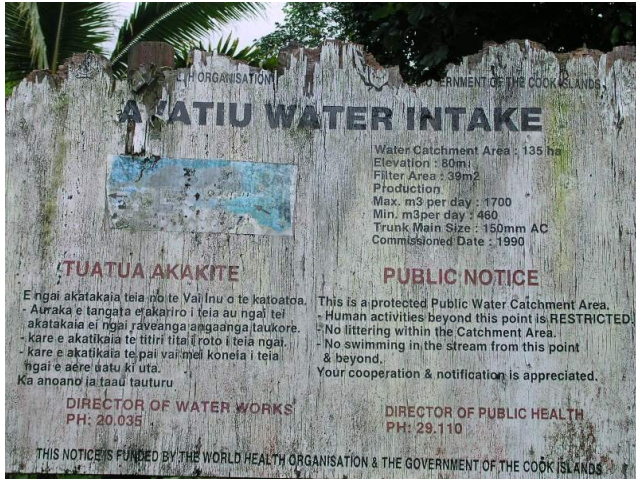 HEALTH ORGANISATION
GOVERNMENT OF THE COOK ISLANDS
AVATIU WATER INTAKE
Water Catchment Area : 135 ha
Elevation : 80m
Filter Area : 39m2
Production
Max. m3 per day : 1700
Min. m3per day : 460
Trunk Main Size : 150mm AC
Commissioned Date : 1990
TUATUA AKAKITE
E ngai akatakaia teia no te Vai Inu o te katoatoa.
- Auraka e tangata e akariro i teia au ngai tei
akatakaia ei ngai raveanga angaanga taukore.
- kare e akatikaia te titiri tita i roto i teia ngai.
- kare e akatikaia te pai vai mei koneia i teia
ngai e aere uatu ki uta.
Ka anoano ia taau tauturu
DIRECTOR OF WATER WORKS
PH: 20.035
PUBLIC NOTICE
This is a protected Public Water Catchment Area.
- Human activities beyond this point is RESTRICTED.
- No littering within the Catchment Area.
- No swimming in the stream from this point
& beyond.
Your cooperation & notification is appreciated.
DIRECTOR OF PUBLIC HEALTH
PH: 29.110
THIS NOTICE IS FUNDED BY THE WORLD HEALTH ORGANISATION & THE GOVERNMENT OF THE COOK ISLANDS